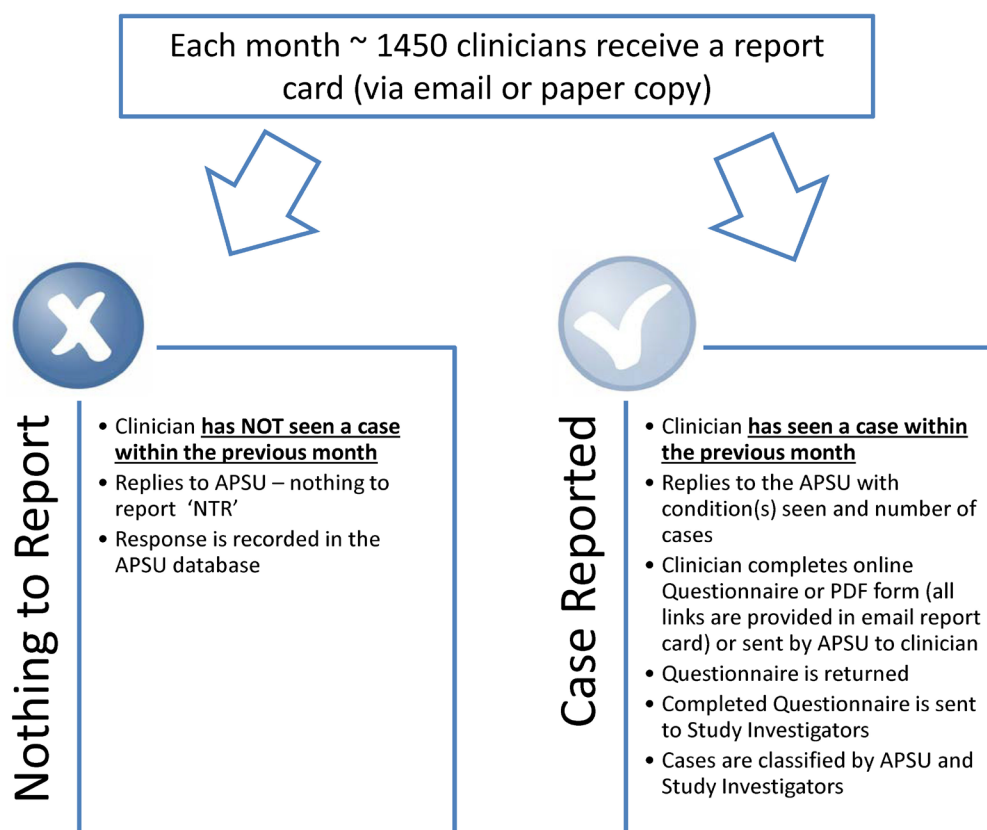 Each month ~ 1450 clinicians receive a report
card (via email or paper copy)
Nothing to Report
• Clinician has NOT seen a case
within the previous month
• Replies to APSU – nothing to
report ‘NTR’
• Response is recorded in the
APSU database
Case Reported
• Clinician has seen a case within
the previous month
• Replies to the APSU with
condition(s) seen and number of
cases
• Clinician completes online
Questionnaire or PDF form (all
links are provided in email report
card) or sent by APSU to clinician
• Questionnaire is returned
• Completed Questionnaire is sent
to Study Investigators
• Cases are classified by APSU and
Study Investigators